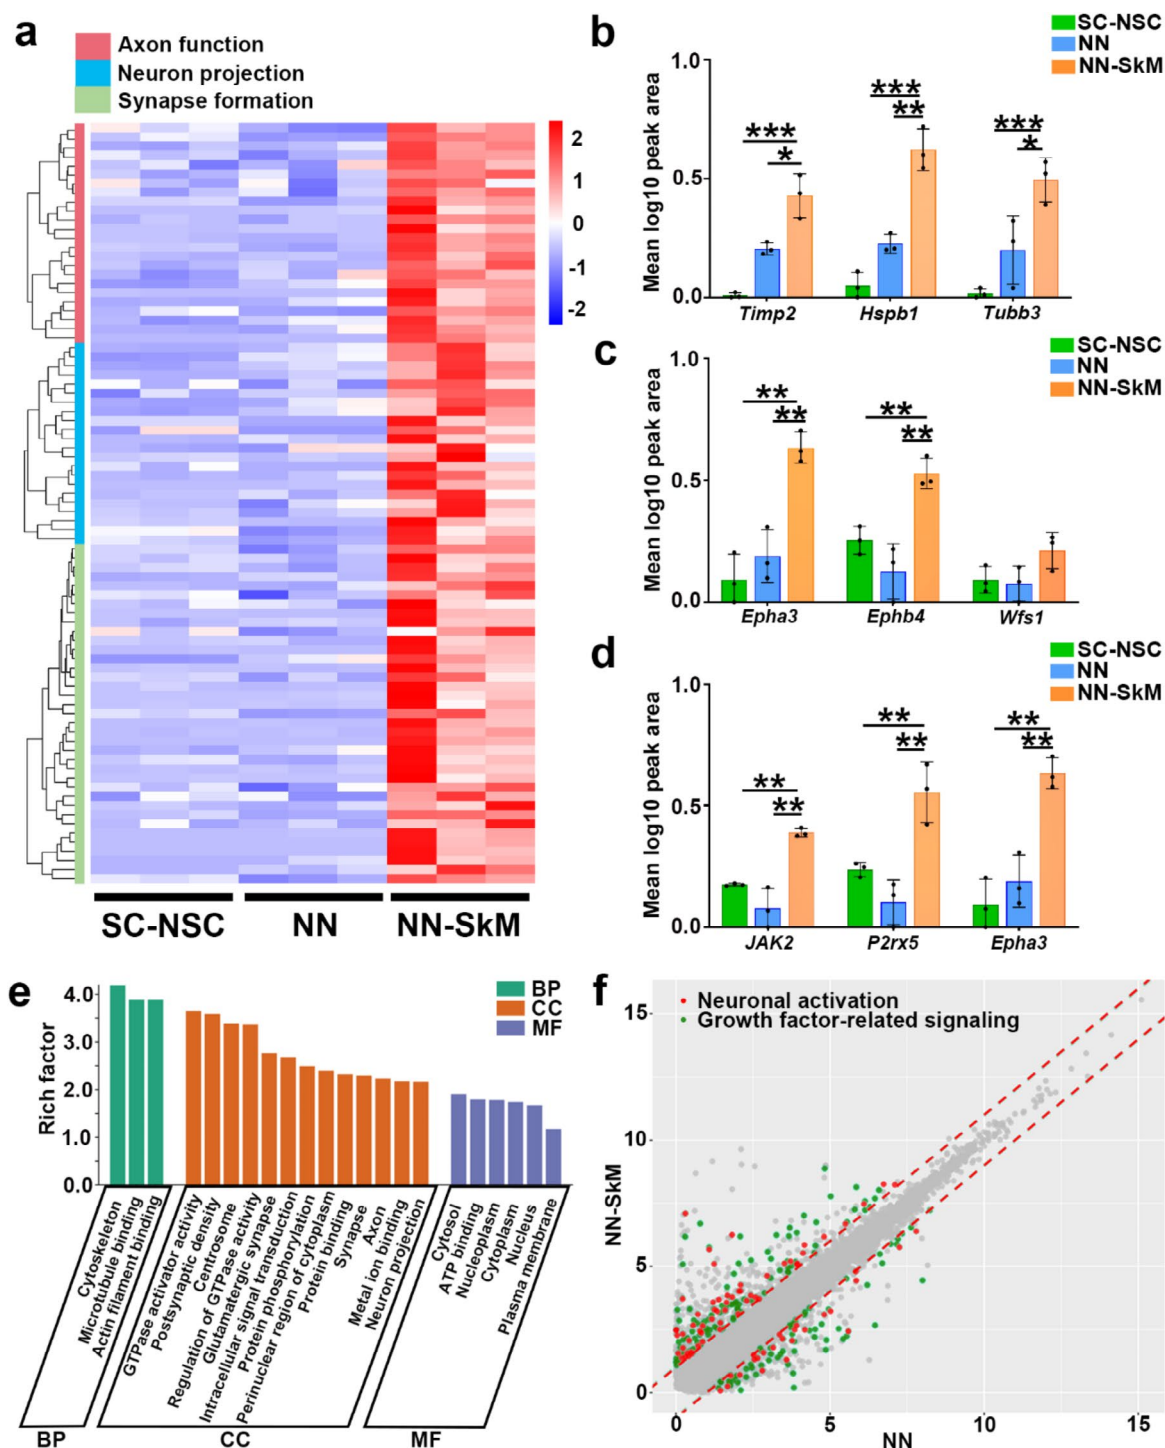 a
Axon function
Neuron projection
Synapse formation
2
1
0
-1
-2
SC-NSC
NN
NN-SkM
b
SC-NSC
NN
NN-SkM
Mean log10 peak area
1.0
0.5
0.0
***
*
***
**
***
*
Timp2
Hspb1
Tubb3
c
SC-NSC
NN
NN-SkM
Mean log10 peak area
1.0
0.5
0.0
**
**
**
**
Epha3
Ephb4
Wfs1
d
SC-NSC
NN
NN-SkM
Mean log10 peak area
1.0
0.5
0.0
**
**
**
**
**
**
JAK2
P2rx5
Epha3
e
BP
CC
MF
Rich factor
4.0
2.0
1.0
0.0
Cytoskeleton
Microtubule binding
Actin filament binding
GTPase activator activity
Postsynaptic density
Centrosome
Regulation of GTPase activity
Glutamatergic synapse
Intracellular signal transduction
Protein phosphorylation
Perinuclear region of cytoplasm
Protein binding
Synapse
Axon
Metal ion binding
Neuron projection
Cytosol
ATP binding
Nucleoplasm
Cytoplasm
Nucleus
Plasma membrane
BP
CC
MF
f
Neuronal activation
Growth factor-related signaling
NN-SkM
15
10
5
0
0
5
10
15
NN